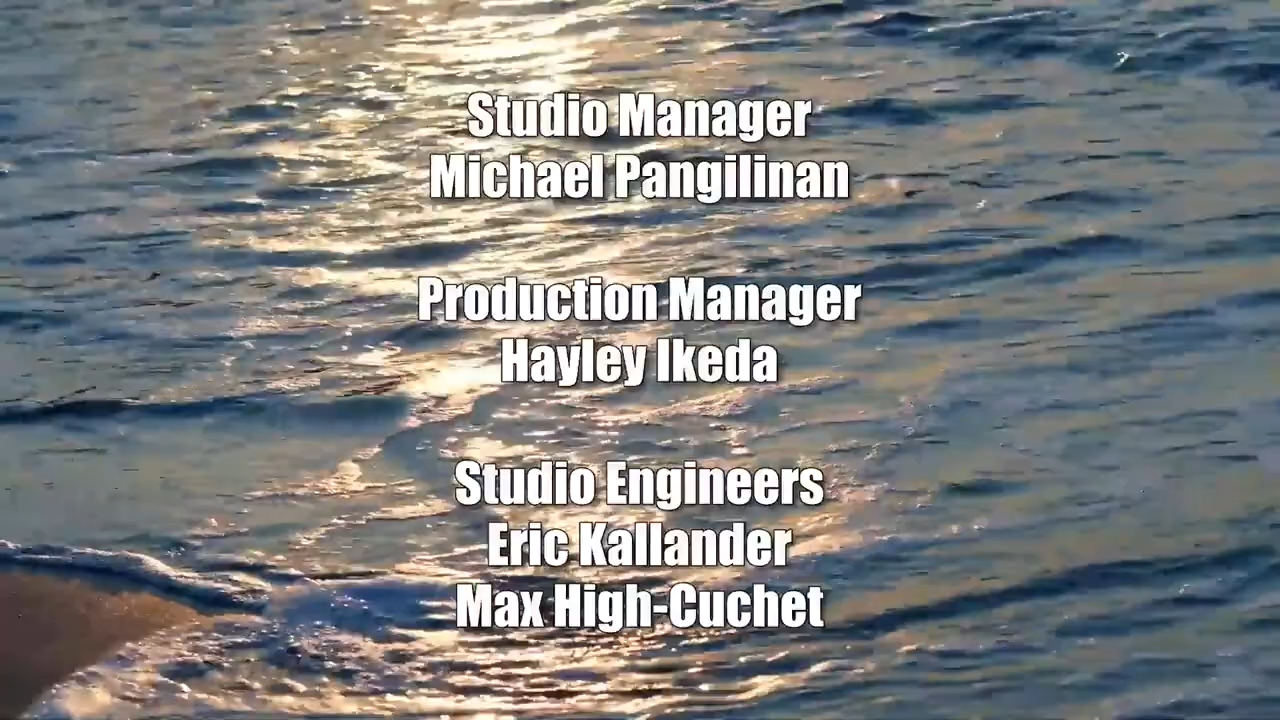 Studio Manager
Michael Pangilinan
Production Manager
Hayley Ikeda
Studio Engineers
Eric Kallander
Max High-Cuchet